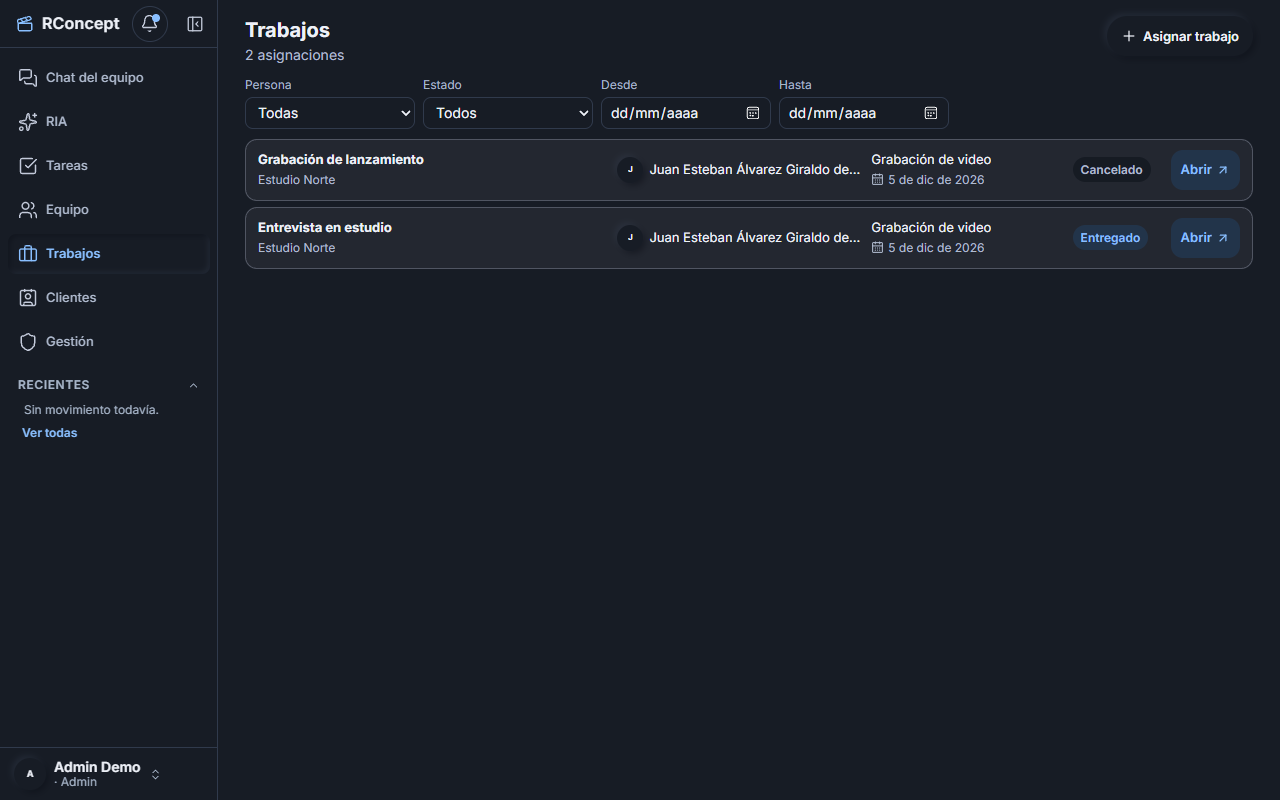 RConcept
Chat del equipo
RIA
Tareas
Equipo
Trabajos
Clientes
Gestión
RECIENTES
Sin movimiento todavía.
Ver todas
A
Admin Demo
· Admin
Trabajos
2 asignaciones
Asignar trabajo
Persona
Estado
Desde
Hasta
Todas
Todos
dd/mm/aaaa
dd/mm/aaaa
Grabación de lanzamiento
Estudio Norte
J
Juan Esteban Álvarez Giraldo de...
Grabación de video
5 de dic de 2026
Cancelado
Abrir
Entrevista en estudio
Estudio Norte
J
Juan Esteban Álvarez Giraldo de...
Grabación de video
5 de dic de 2026
Entregado
Abrir